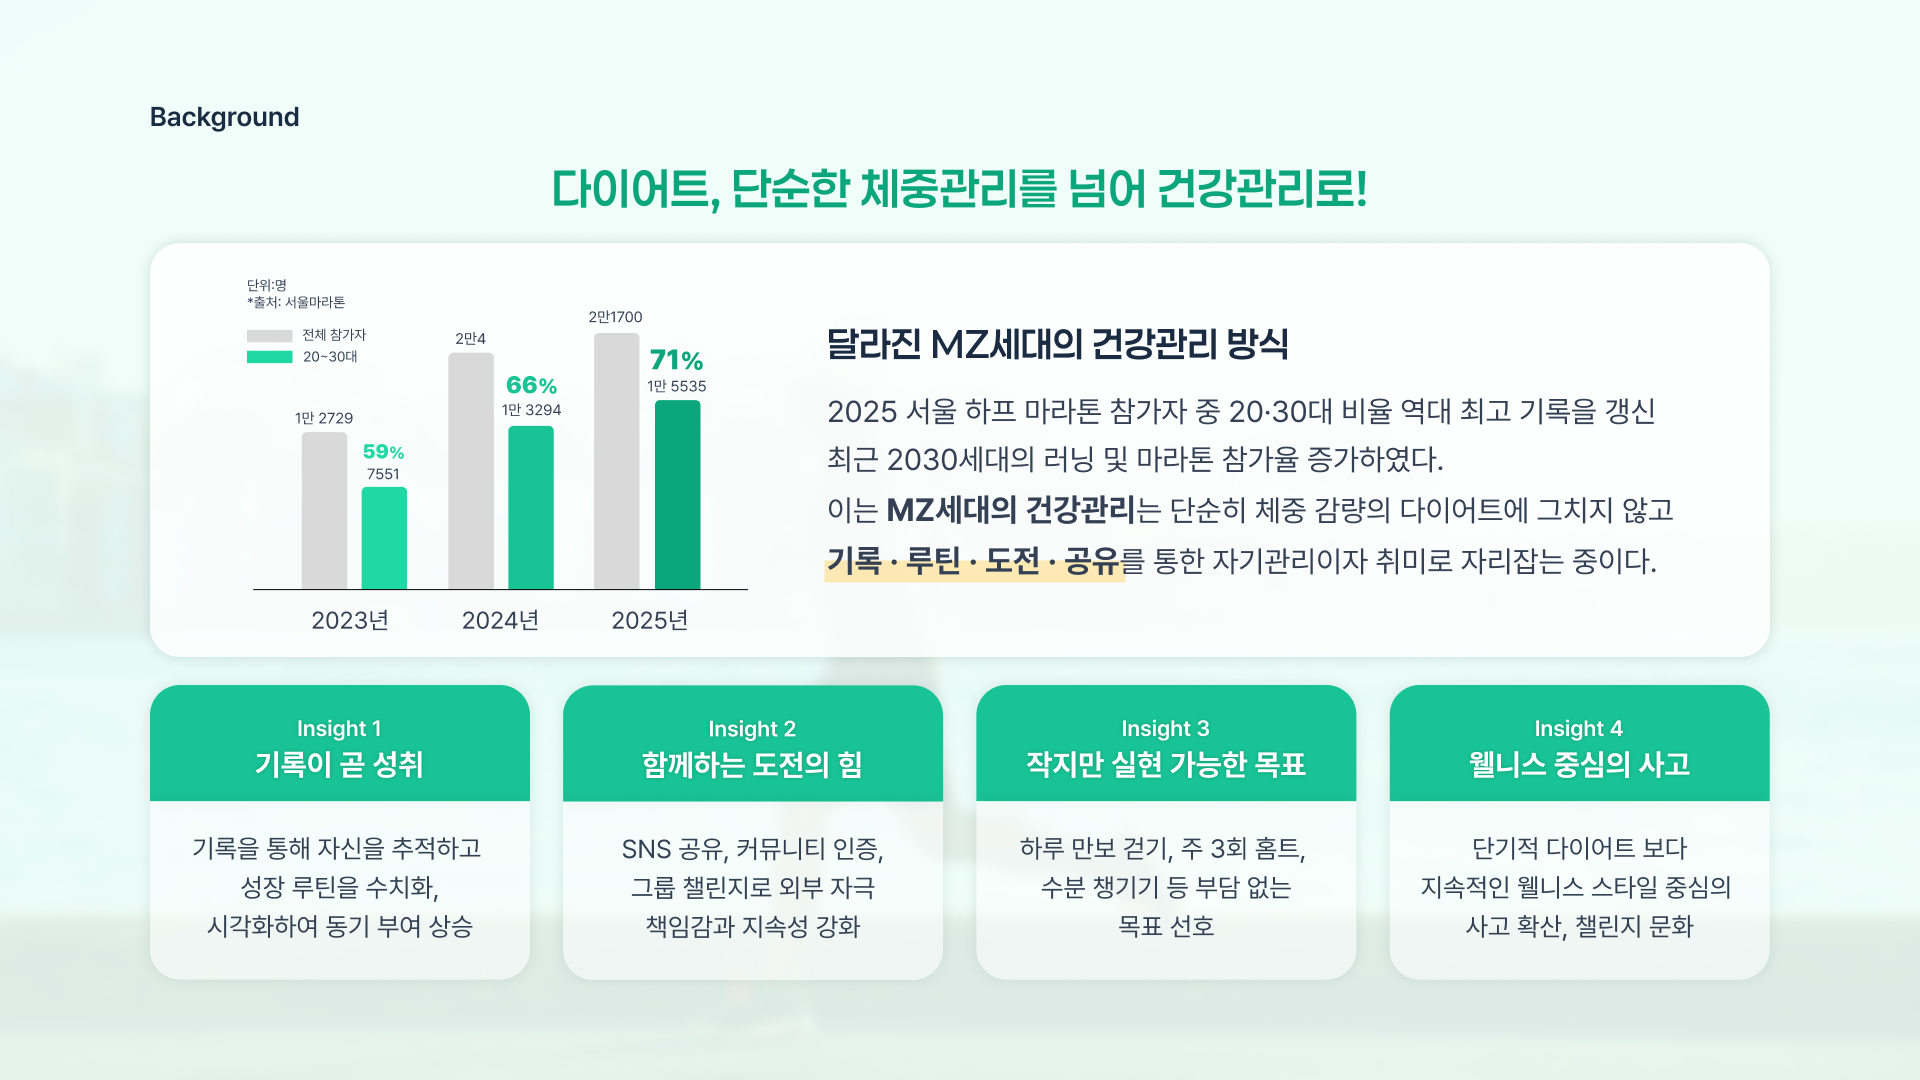 Background
다이어트, 단순한 체중관리를 넘어 건강관리로!
단위:명
*출처: 서울마라톤
전체 참가자
20~30대
1만 2729
59%
7551
2만4
66%
1만 3294
2만1700
71%
1만 5535
2023년
2024년
2025년
달라진 MZ세대의 건강관리 방식
2025 서울 하프 마라톤 참가자 중 20·30대 비율 역대 최고 기록을 갱신
최근 2030세대의 러닝 및 마라톤 참가율 증가하였다.
이는 MZ세대의 건강관리는 단순히 체중 감량의 다이어트에 그치지 않고
기록 · 루틴 · 도전 · 공유를 통한 자기관리이자 취미로 자리잡는 중이다.
Insight 1
기록이 곧 성취
기록을 통해 자신을 추적하고
성장 루틴을 수치화,
시각화하여 동기 부여 상승
Insight 2
함께하는 도전의 힘
SNS 공유, 커뮤니티 인증,
그룹 챌린지로 외부 자극
책임감과 지속성 강화
Insight 3
작지만 실현 가능한 목표
하루 만보 걷기, 주 3회 홈트,
수분 챙기기 등 부담 없는
목표 선호
Insight 4
웰니스 중심의 사고
단기적 다이어트 보다
지속적인 웰니스 스타일 중심의
사고 확산, 챌린지 문화